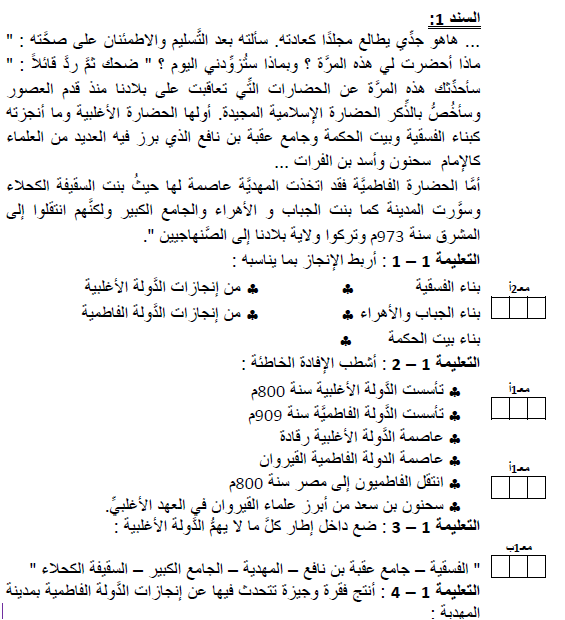 السند 1:
... هاهو جدِّي يطالع مجلدًا كعادته. سألته بعد التَّسليم والاطمئنان على صحَّته : "
ماذا أحضرت لي هذه المرَّة ؟ وبماذا ستُزوِّدني اليوم ؟ " ضحك ثمَّ ردَّ قائلاً : "
سأحدِّثك هذه المرَّة عن الحضارات التِّي تعاقبت على بلادنا منذ قدم العصور
وسأخُصُّ بالذِّكر الحضارة الإسلامية المجيدة. أولها الحضارة الأغلبية وما أنجزته
كبناء الفسقية وبيت الحكمة وجامع عقبة بن نافع الذي برز فيه العديد من العلماء
كالإمام سحنون وأسد بن الفرات ...
أمَّا الحضارة الفاطميَّة فقد اتخذت المهديَّة عاصمة لها حيثُ بنت السقيفة الكحلاء
وسوَّرت المدينة كما بنت الجباب و الأهراء والجامع الكبير ولكنَّهم انتقلوا إلى
المشرق سنة 973م وتركوا ولاية بلادنا إلى الصَّنهاجيين ".
التعليمة 1 – 1 : أربط الإنجاز بما يناسبه :
معـ2أ
بناء الفسقية ♣ ♣ من إنجازات الدَّولة الأغلبية
بناء الجباب والأهراء ♣ ♣ من إنجازات الدَّولة الفاطمية
بناء بيت الحكمة ♣
التعليمة 1 – 2 : أشطب الإفادة الخاطئة :
معـ1أ
♣ تأسست الدَّولة الأغلبية سنة 800م
♣ تأسست الدَّولة الفاطميَّة سنة 909م
♣ عاصمة الدَّولة الأغلبية رقادة
♣ عاصمة الدولة الفاطمية القيروان
معـ1أ
♣ انتقل الفاطميون إلى مصر سنة 800م
♣ سحنون بن سعد من أبرز علماء القيروان في العهد الأغلبيِّ.
التعليمة 1 – 3 : ضع داخل إطار كلَّ ما لا يهمُّ الدَّولة الأغلبية :
معـ1ب
" الفسقية – جامع عقبة بن نافع – المهدية – الجامع الكبير – السقيفة الكحلاء "
التعليمة 1 – 4 : أنتج فقرة وجيزة تتحدث فيها عن إنجازات الدَّولة الفاطمية بمدينة
المهدية :